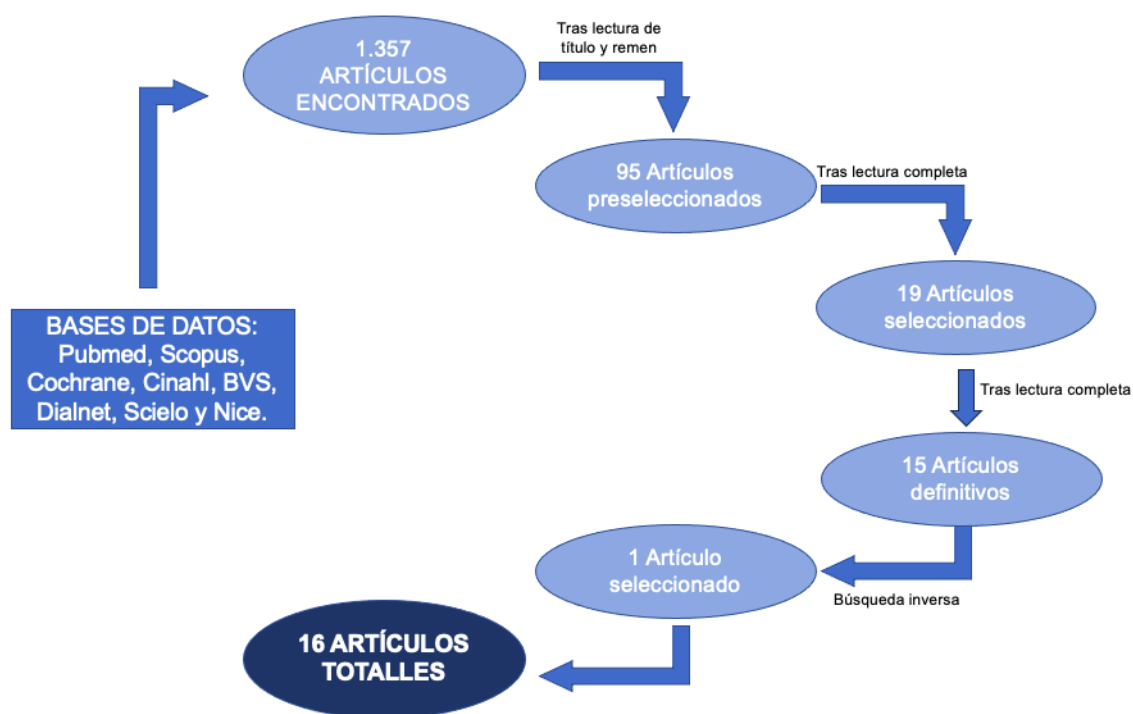 1.357
ARTÍCULOS
ENCONTRADOS
Tras lectura de
título y remen
95 Artículos
preseleccionados
Tras lectura completa
19 Artículos
seleccionados
BASES DE DATOS:
Pubmed, Scopus,
Cochrane, Cinahl, BVS,
Dialnet, Scielo y Nice.
Tras lectura completa
15 Artículos
definitivos
1 Artículo
seleccionado
Búsqueda inversa
16 ARTÍCULOS
TOTALLES